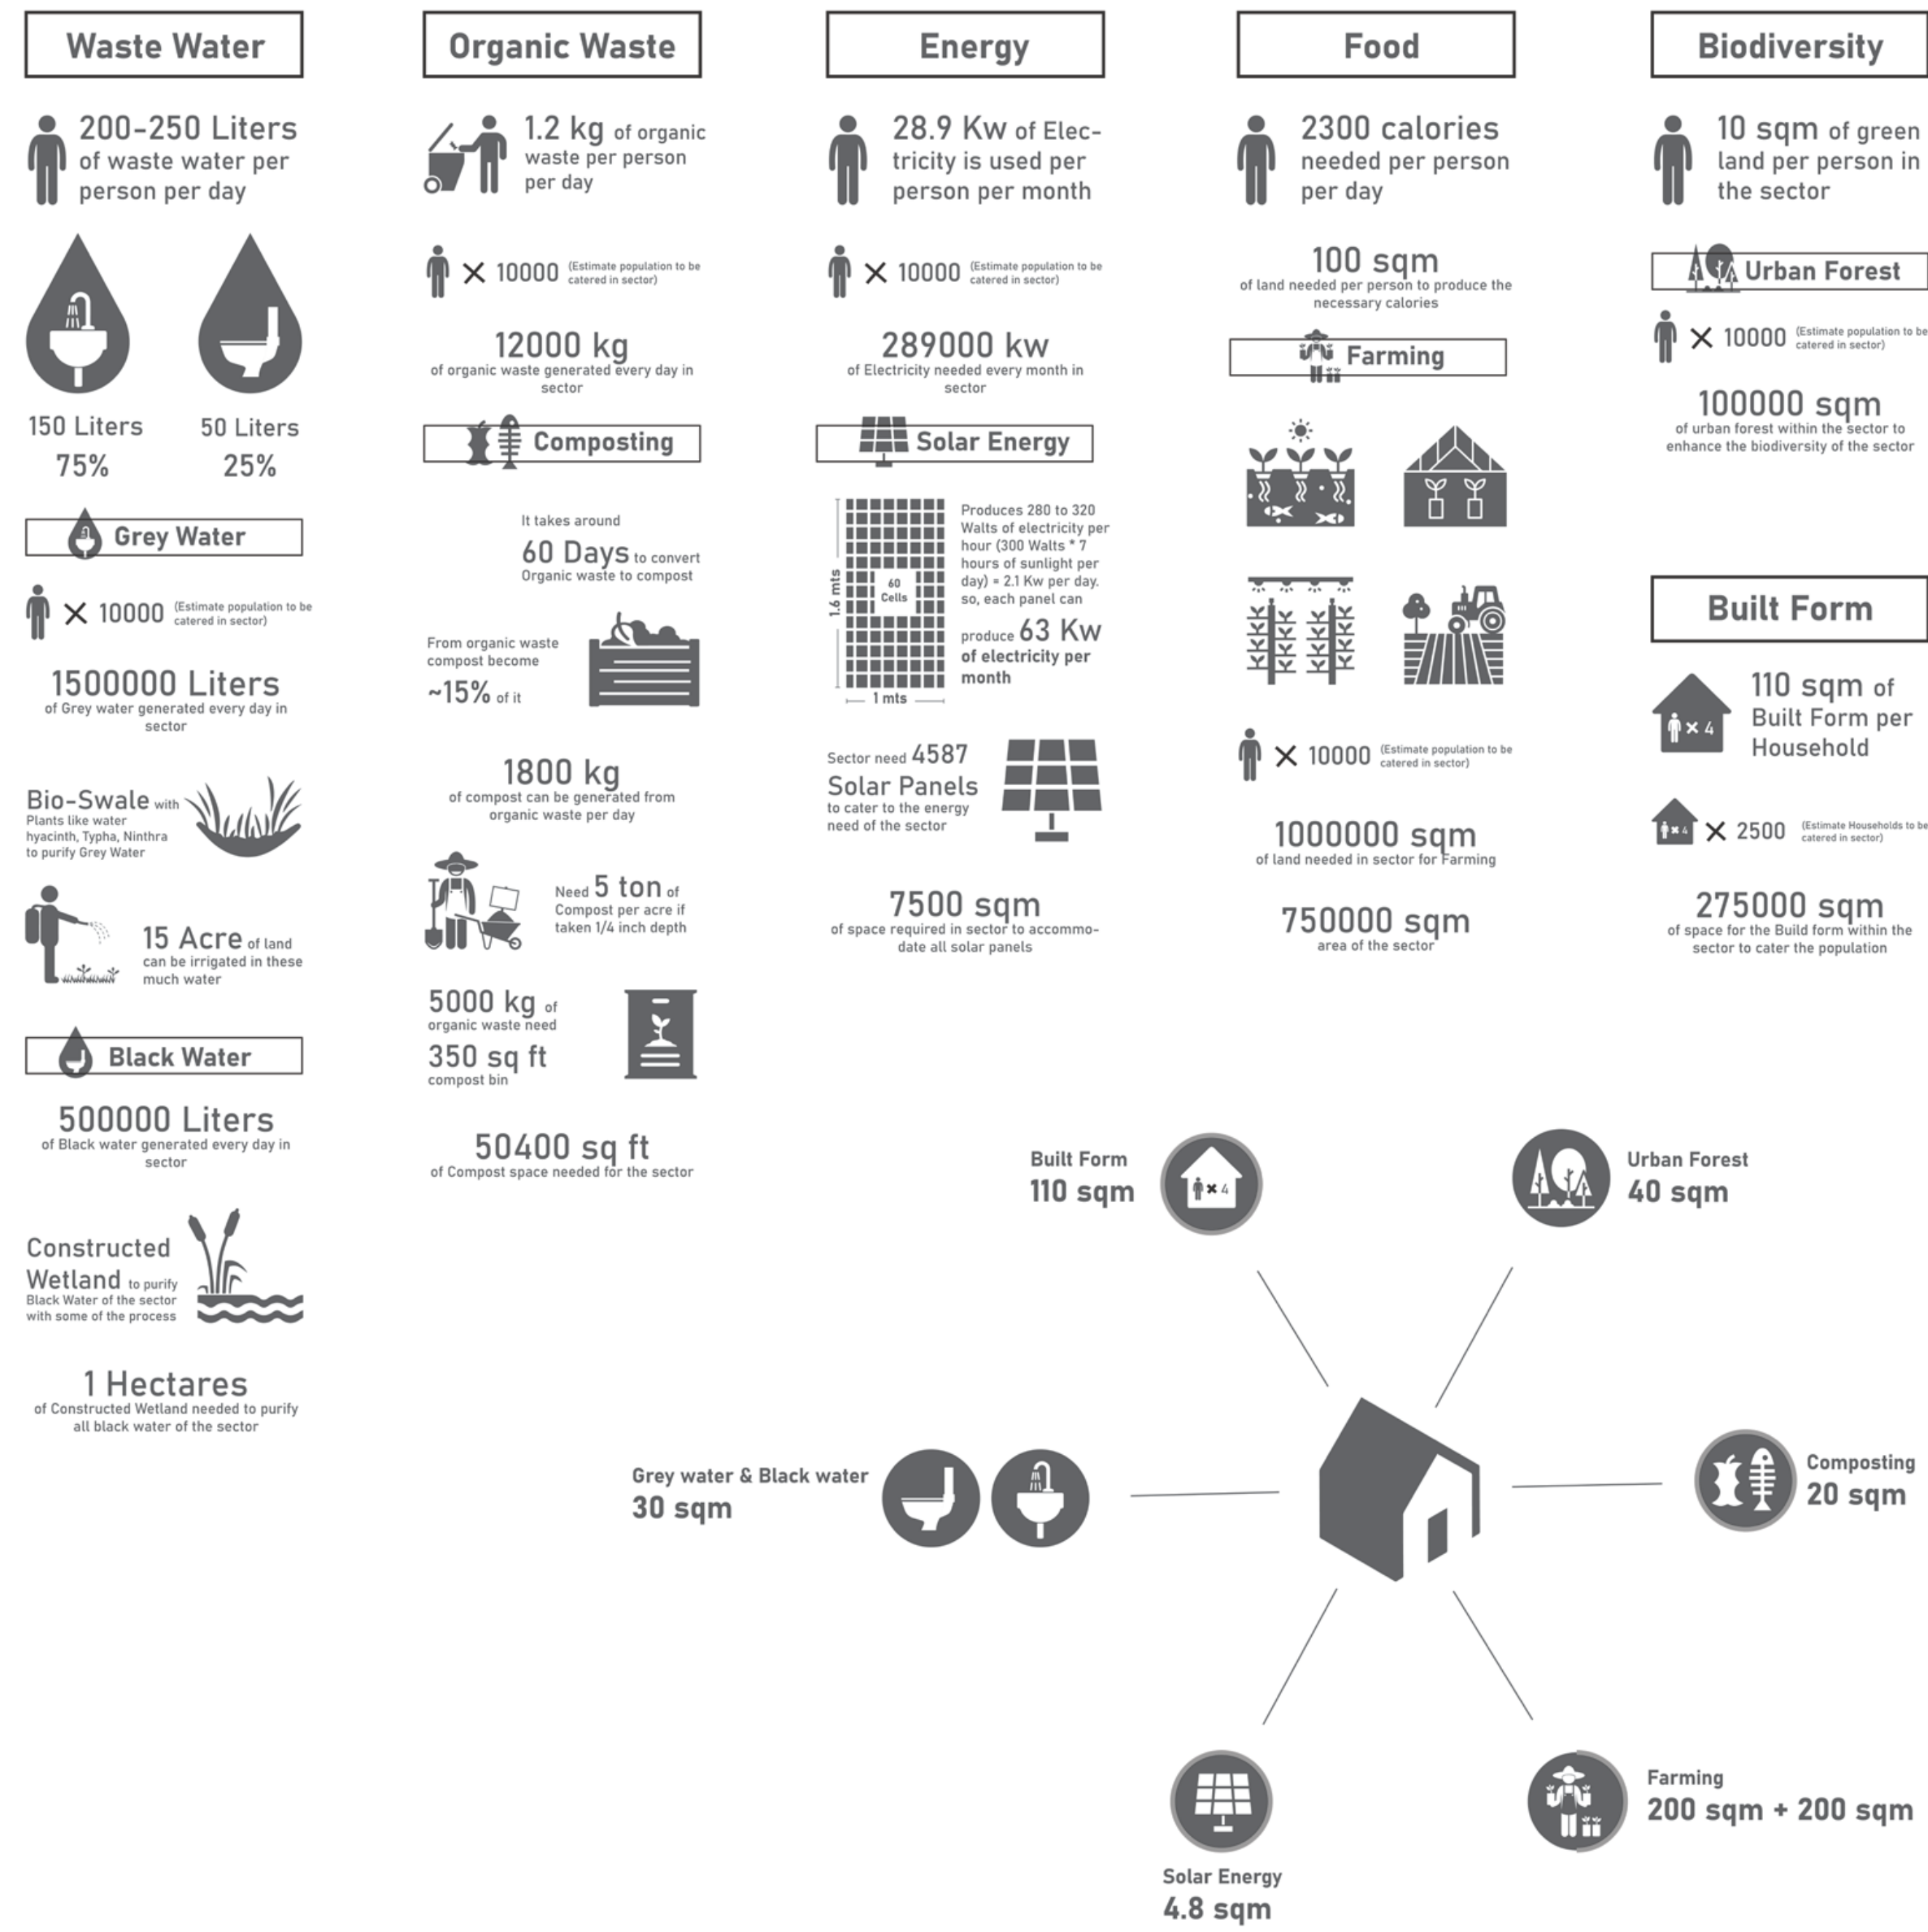 Waste Water
200-250 Liters
of waste water per
person per day
150 Liters
75%
50 Liters
25%
Grey Water
× 10000 (Estimate population to be
catered in sector)
1500000 Liters
of Grey water generated every day in
sector
Bio-Swale with
Plants like water
hyacinth, Typha, Ninthra
to purify Grey Water
15 Acre of land
can be irrigated in these
much water
Black Water
500000 Liters
of Black water generated every day in
sector
Constructed
Wetland to purify
Black Water of the sector
with some of the process
1 Hectares
of Constructed Wetland needed to purify
all black water of the sector
Organic Waste
1.2 kg of organic
waste per person
per day
× 10000 (Estimate population to be
catered in sector)
12000 kg
of organic waste generated every day in
sector
Composting
It takes around
60 Days to convert
Organic waste to compost
From organic waste
compost become
~15% of it
1800 kg
of compost can be generated from
organic waste per day
Need 5 ton of
Compost per acre if
taken 1/4 inch depth
5000 kg of
organic waste need
350 sq ft
compost bin
50400 sq ft
of Compost space needed for the sector
Energy
28.9 Kw of Elec-
tricity is used per
person per month
× 10000 (Estimate population to be
catered in sector)
289000 kw
of Electricity needed every month in
sector
Solar Energy
1.6 mts
60
Cells
1 mts
Produces 280 to 320
Walts of electricity per
hour (300 Walts * 7
hours of sunlight per
day) = 2.1 Kw per day.
so, each panel can
produce 63 Kw
of electricity per
month
Sector need 4587
Solar Panels
to cater to the energy
need of the sector
7500 sqm
of space required in sector to accommo-
date all solar panels
Food
2300 calories
needed per person
per day
100 sqm
of land needed per person to produce the
necessary calories
Farming
× 10000 (Estimate population to be
catered in sector)
1000000 sqm
of land needed in sector for Farming
750000 sqm
area of the sector
Biodiversity
10 sqm of green
land per person in
the sector
Urban Forest
× 10000 (Estimate population to be
catered in sector)
100000 sqm
of urban forest within the sector to
enhance the biodiversity of the sector
Built Form
× 4
110 sqm of
Built Form per
Household
× 4 × 2500 (Estimate Households to be
catered in sector)
275000 sqm
of space for the Build form within the
sector to cater the population
Built Form
110 sqm
× 4
Urban Forest
40 sqm
Grey water & Black water
30 sqm
Composting
20 sqm
Solar Energy
4.8 sqm
Farming
200 sqm + 200 sqm